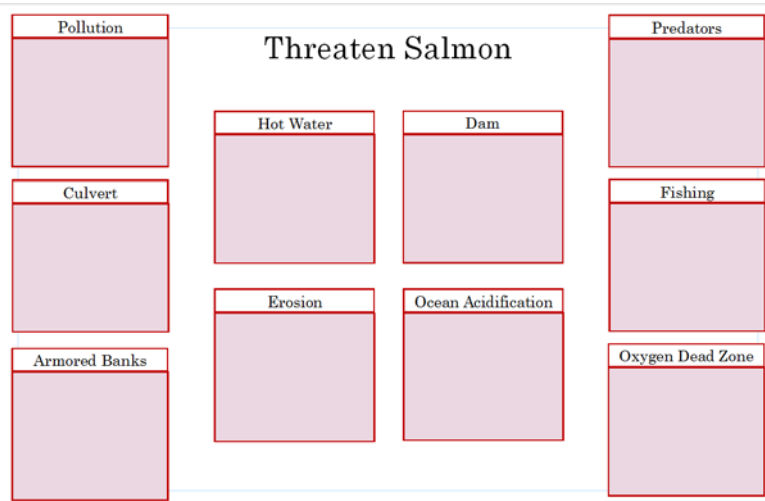 Pollution
Threaten Salmon
Predators
Hot Water
Dam
Culvert
Fishing
Erosion
Ocean Acidification
Armored Banks
Oxygen Dead Zone